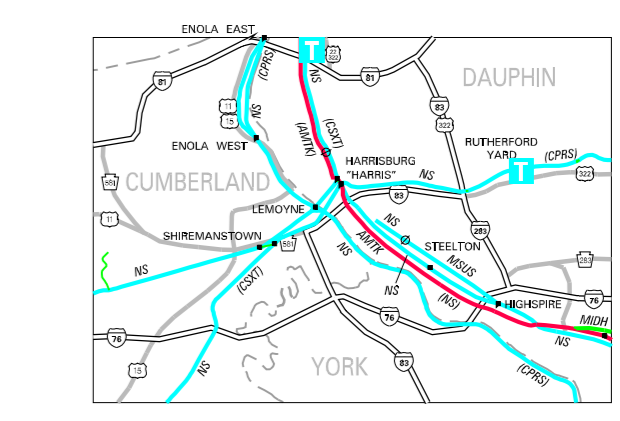 ENOLA EAST
(CPRS)
T
NS
22
322
81
81
DAUPHIN
11
15
NS
83
322
(AMTK)
(CSXT)
ENOLA WEST
RUTHERFORD
YARD
(CPRS)
T
322
HARRISBURG
"HARRIS"
NS
581
CUMBERLAND
83
LEMOYNE
11
NS
283
SHIREMANSTOWN
581
AMTK
STEELTON
NS
MSUS
283
NS
(CSXT)
NS
(NS)
HIGHSPIRE
76
76
MIDH
76
NS
YORK
83
15
NS
(CPRS)